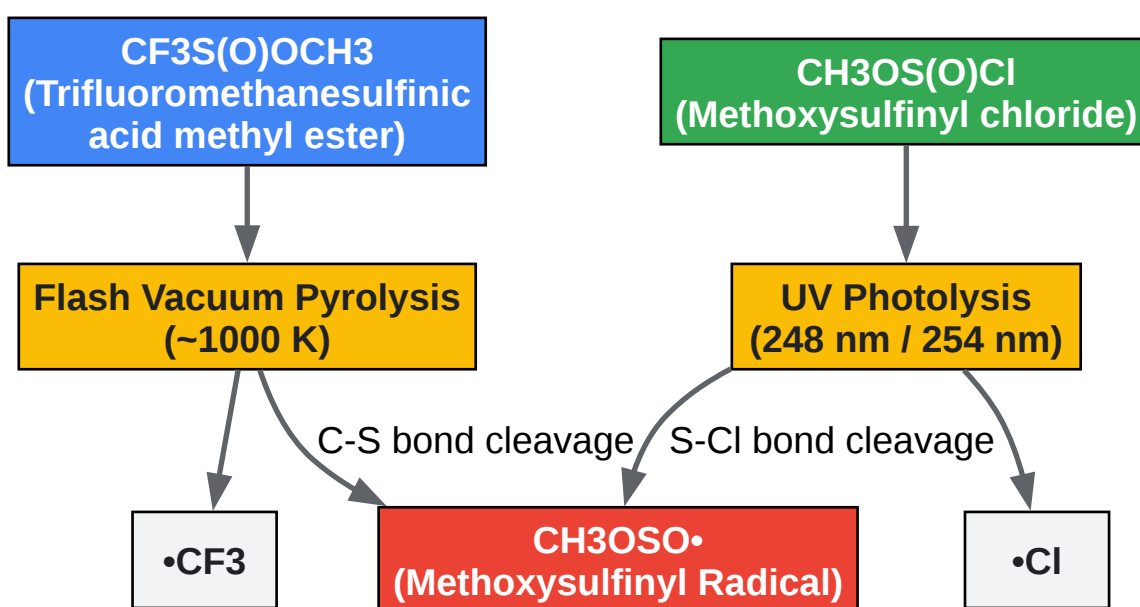 CF3S(O)OCH3
(Trifluoromethanesulfinic
acid methyl ester)
CH3OS(O)Cl
(Methoxysulfinyl chloride)
Flash Vacuum Pyrolysis
(~1000 K)
UV Photolysis
(248 nm / 254 nm)
C-S bond cleavage
S-Cl bond cleavage
•CF3
CH3OSO•
(Methoxysulfinyl Radical)
•Cl